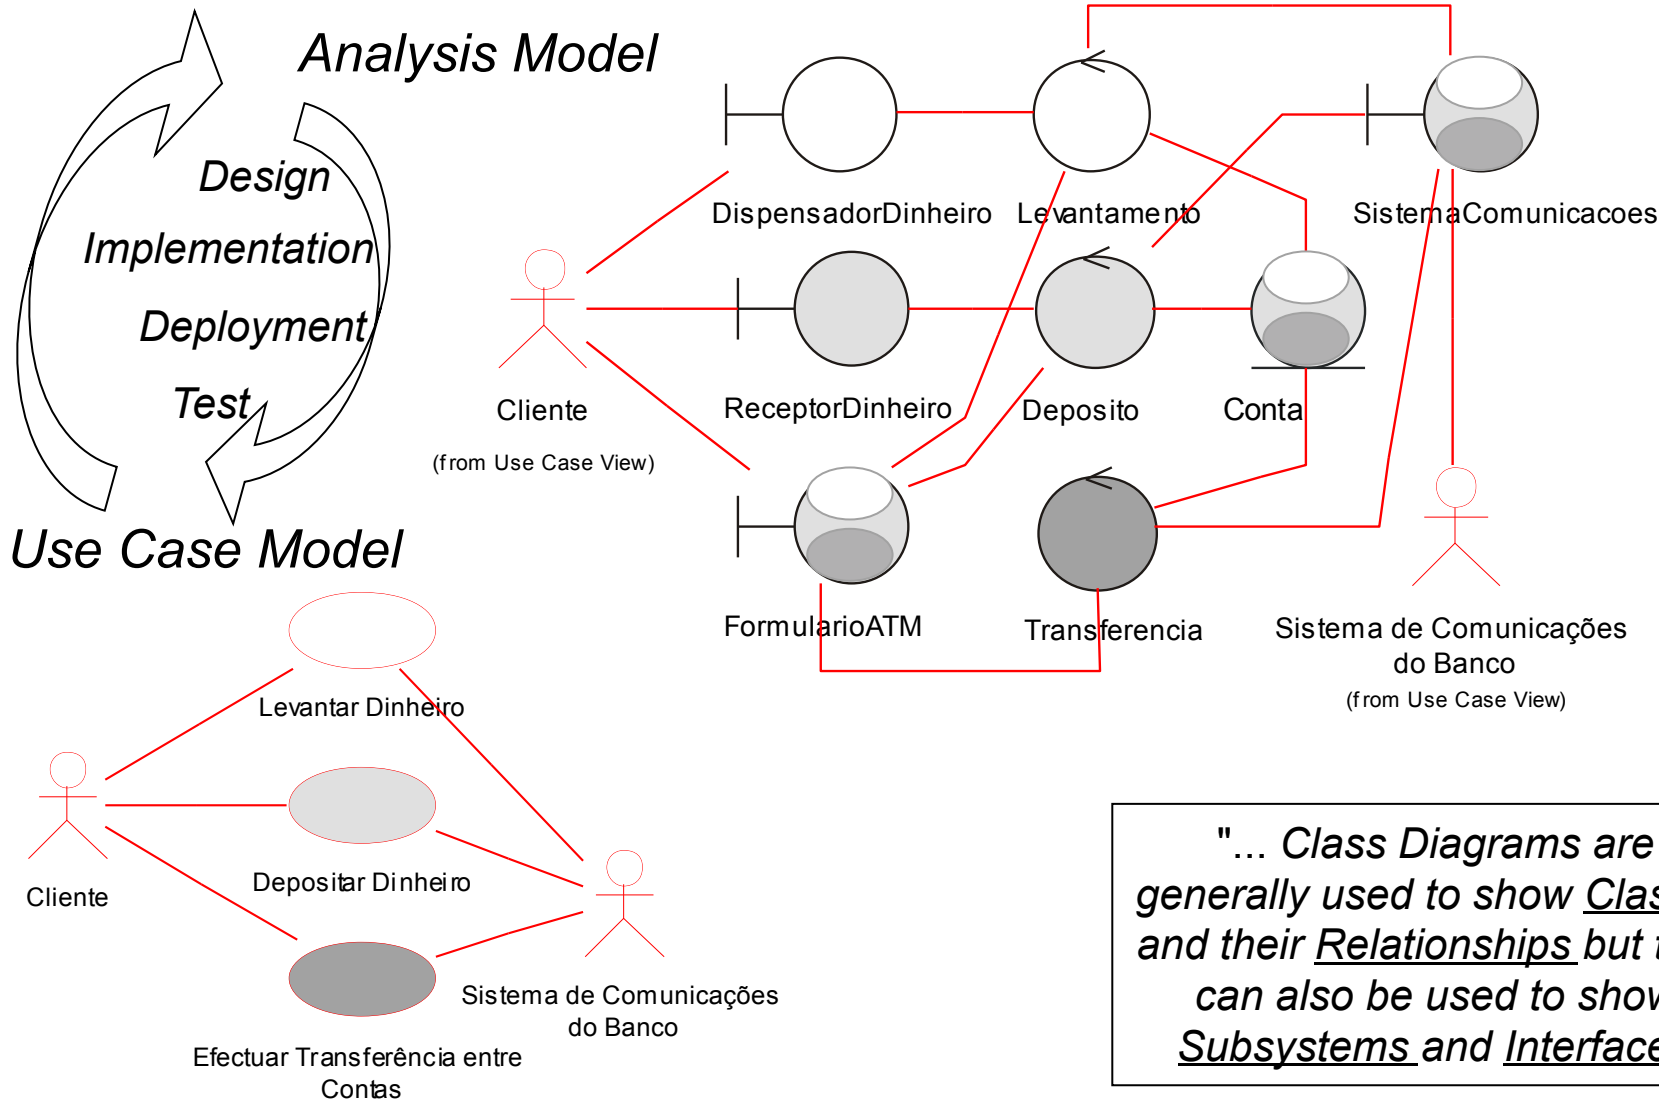 Analysis Model
Design
Implementation
Deployment
Test
Use Case Model
DispensadorDinheiro
Levantamento
SistemaComunicacoes
Cliente
(from Use Case View)
ReceptorDinheiro
Deposito
Conta
FormularioATM
Transferencia
Sistema de Comunicações
do Banco
(from Use Case View)
Levantar Dinheiro
Cliente
Depositar Dinheiro
Sistema de Comunicações
do Banco
Efectuar Transferência entre
Contas
"... Class Diagrams are
generally used to show Clas
and their Relationships but t
can also be used to show
Subsystems and Interface